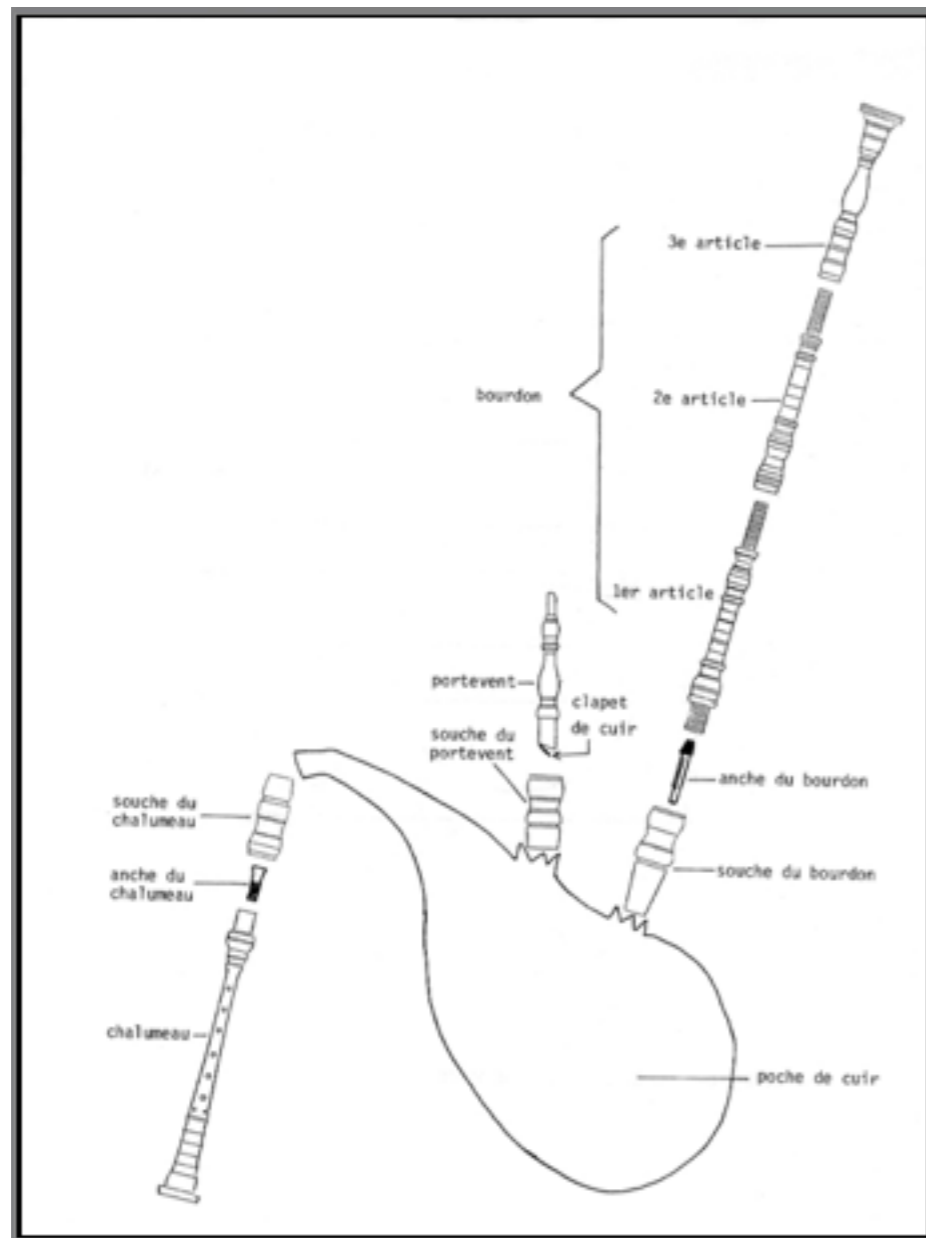 3e article
bourdon
2e article
1er article
portevent
clapet
de cuir
souche du
portevent
anche du bourdon
souche du
chalumeau
souche du bourdon
anche du
chalumeau
chalumeau
poche de cuir